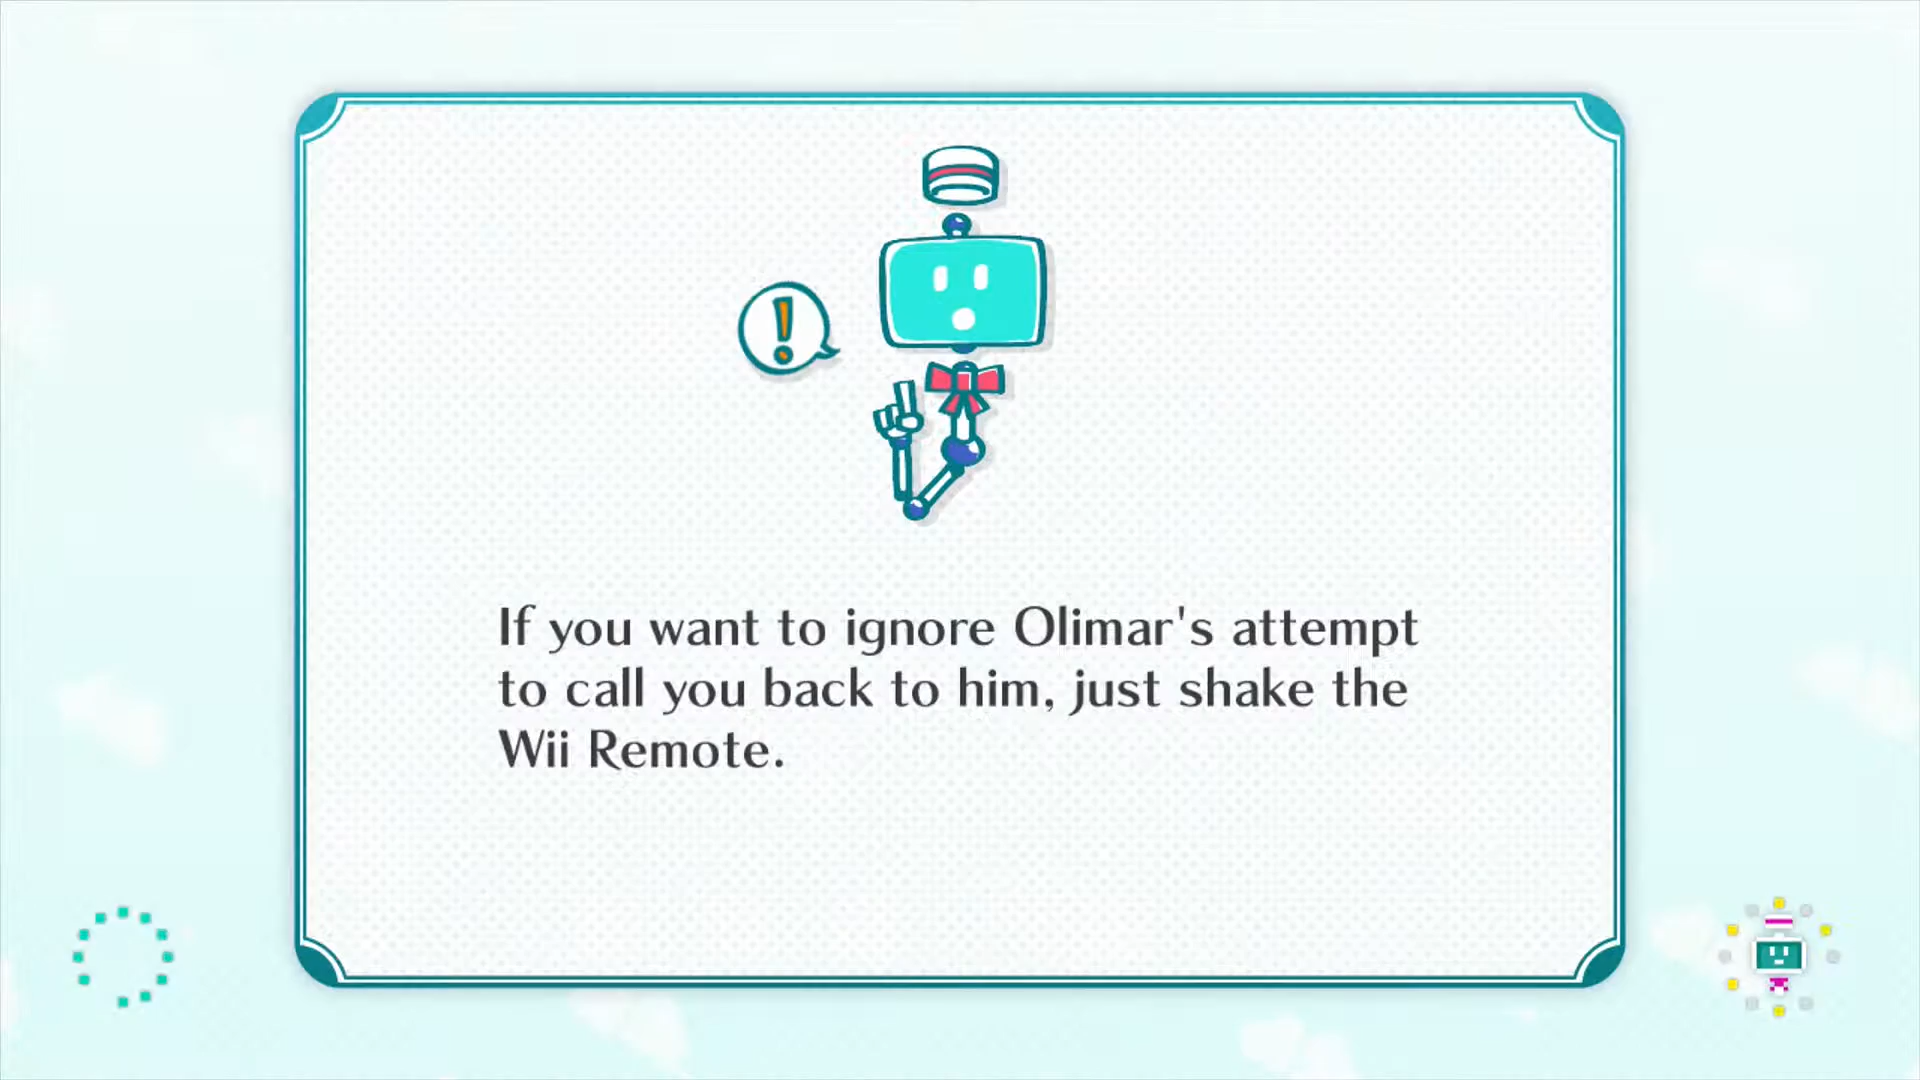 !
If you want to ignore Olimar's attempt
to call you back to him, just shake the
Wii Remote.